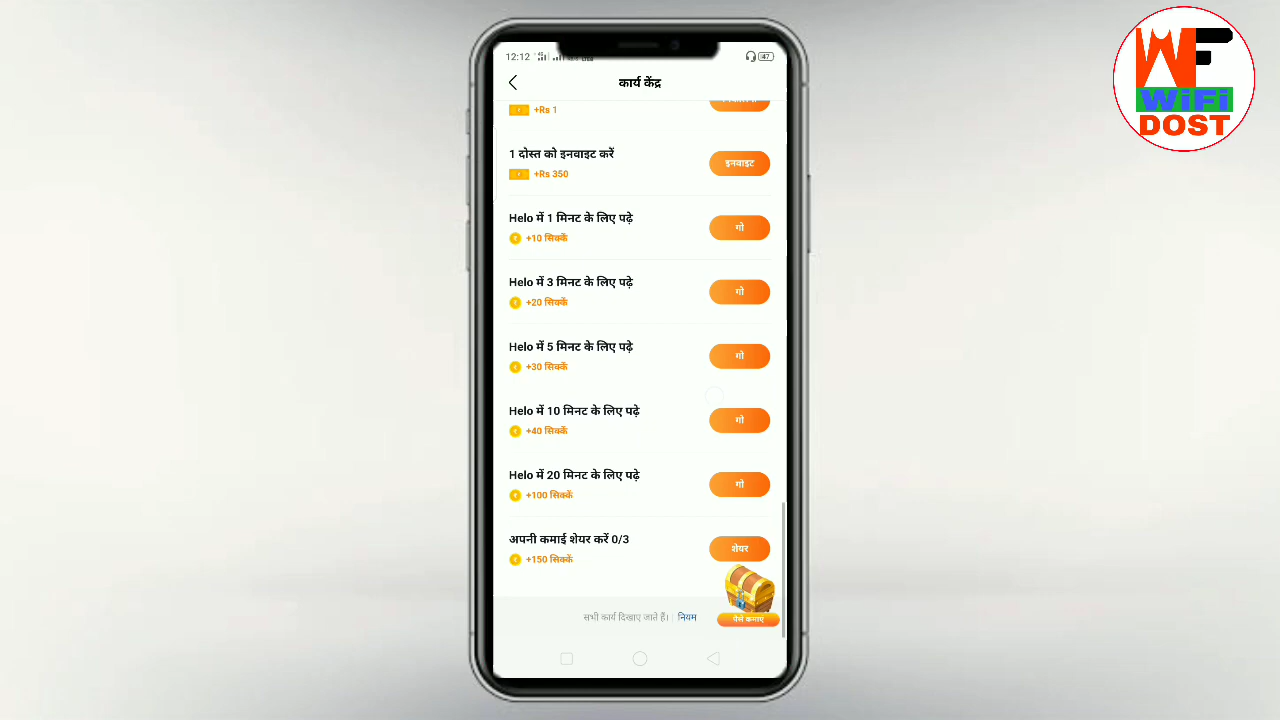 12:12
47
कार्य केंद्र
+Rs 1
1 दोस्त को इनवाइट करें
+Rs 350
इनवाइट
Helo में 1 मिनट के लिए पढ़े
+10 सिक्कें
गो
Helo में 3 मिनट के लिए पढ़े
+20 सिक्कें
गो
Helo में 5 मिनट के लिए पढ़े
+30 सिक्कें
गो
Helo में 10 मिनट के लिए पढ़े
+40 सिक्कें
गो
Helo में 20 मिनट के लिए पढ़े
+100 सिक्कें
गो
अपनी कमाई शेयर करें 0/3
+150 सिक्कें
शेयर
पैसे कमाए
सभी कार्य दिखाए जाते हैं। नियम
WF
WiFi
DOST